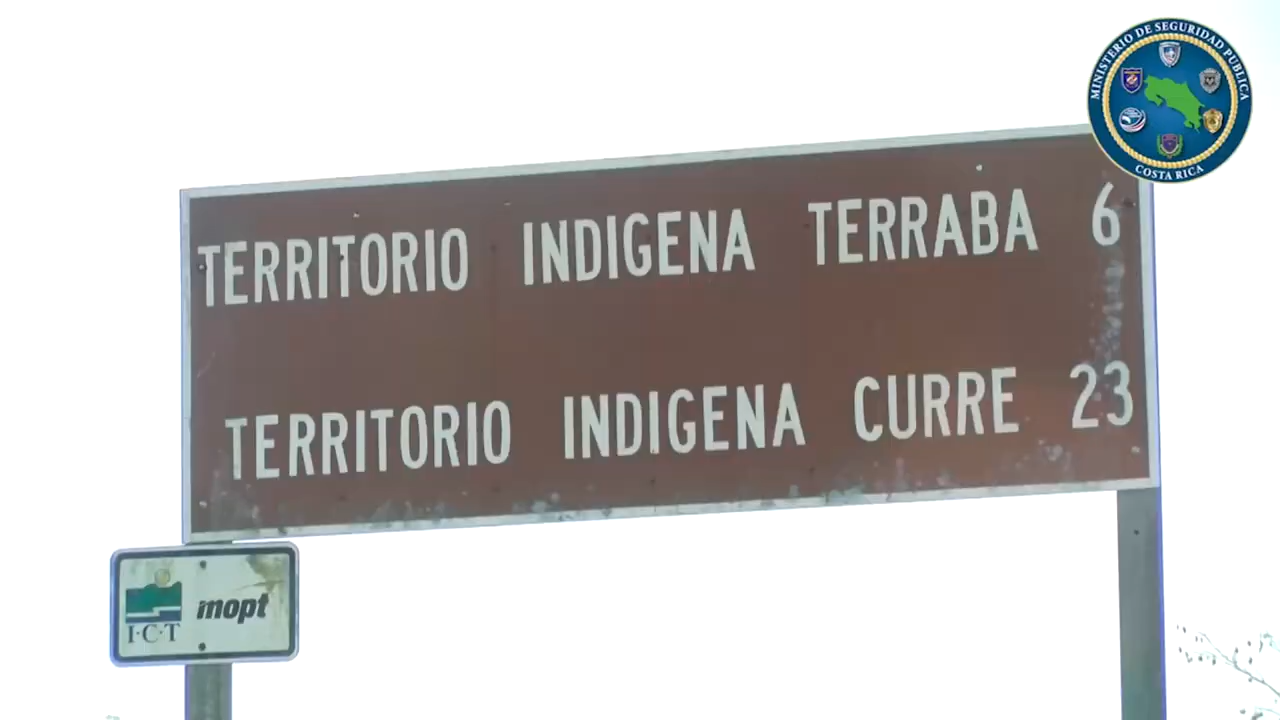 MINISTERIO DE SEGURIDAD PUBLICA
COSTA RICA
TERRITORIO INDIGENA TERRABA 6
TERRITORIO INDIGENA CURRE 23
I·C·T
mopt